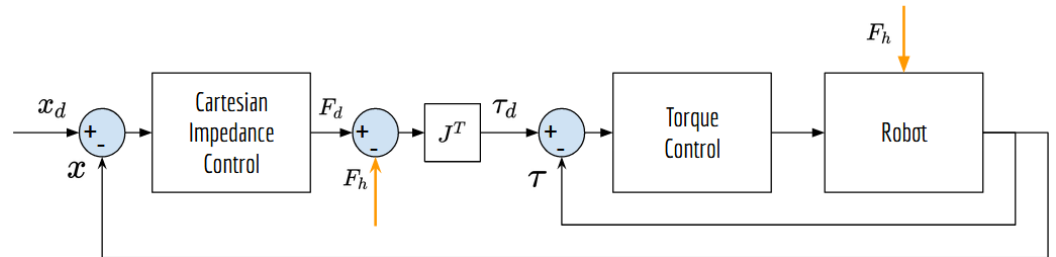 F_h
x_d
+
-
x
Cartesian
Impedance
Control
F_d
+
-
F_h
J^T
τ_d
+
-
τ
Torque
Control
Robot